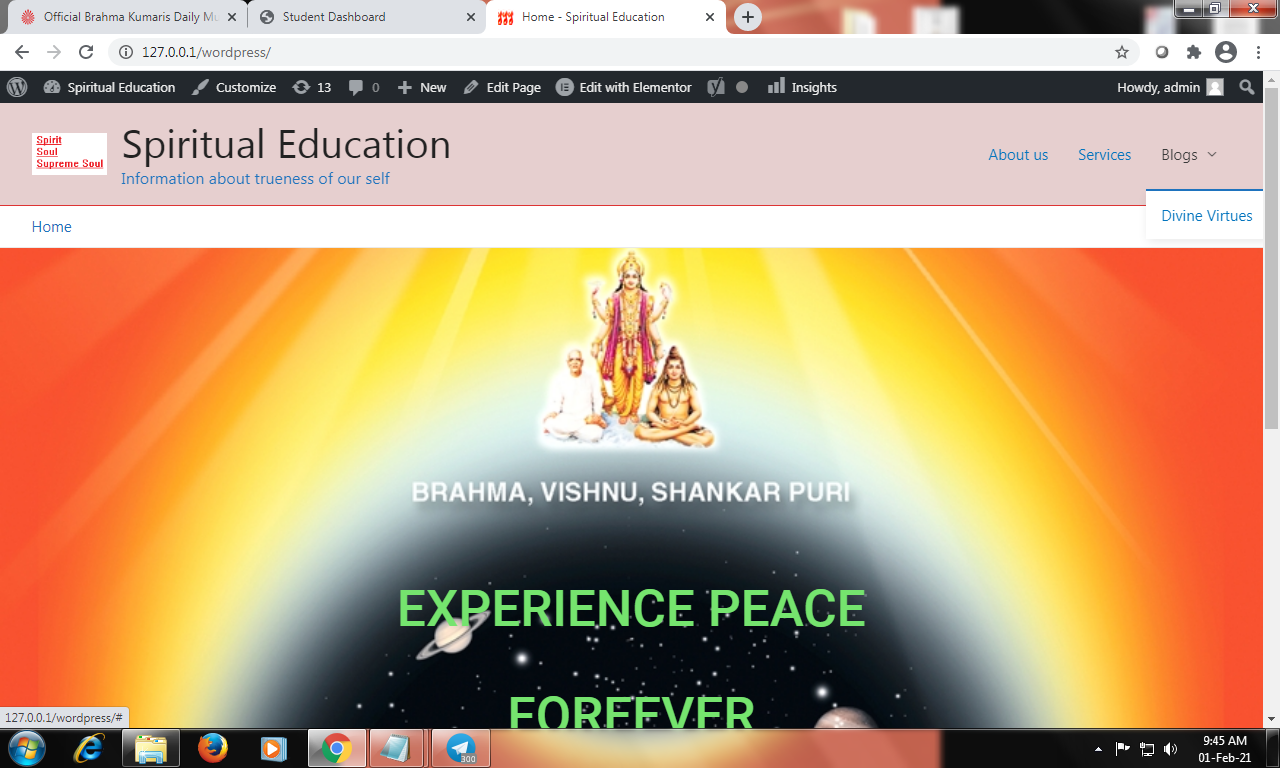 Official Brahma Kumaris Daily Mu
Student Dashboard
Home - Spiritual Education
127.0.0.1/wordpress/
Spiritual Education
Customize
13
0
New
Edit Page
Edit with Elementor
Insights
Howdy, admin
Spirit
Soul
Supreme Soul
Spiritual Education
Information about trueness of our self
About us
Services
Blogs
Divine Virtues
Home
BRAHMA, VISHNU, SHANKAR PURI
EXPERIENCE PEACE
FOREEVER
127.0.0.1/wordpress/#
300
9:45 AM
01-Feb-21